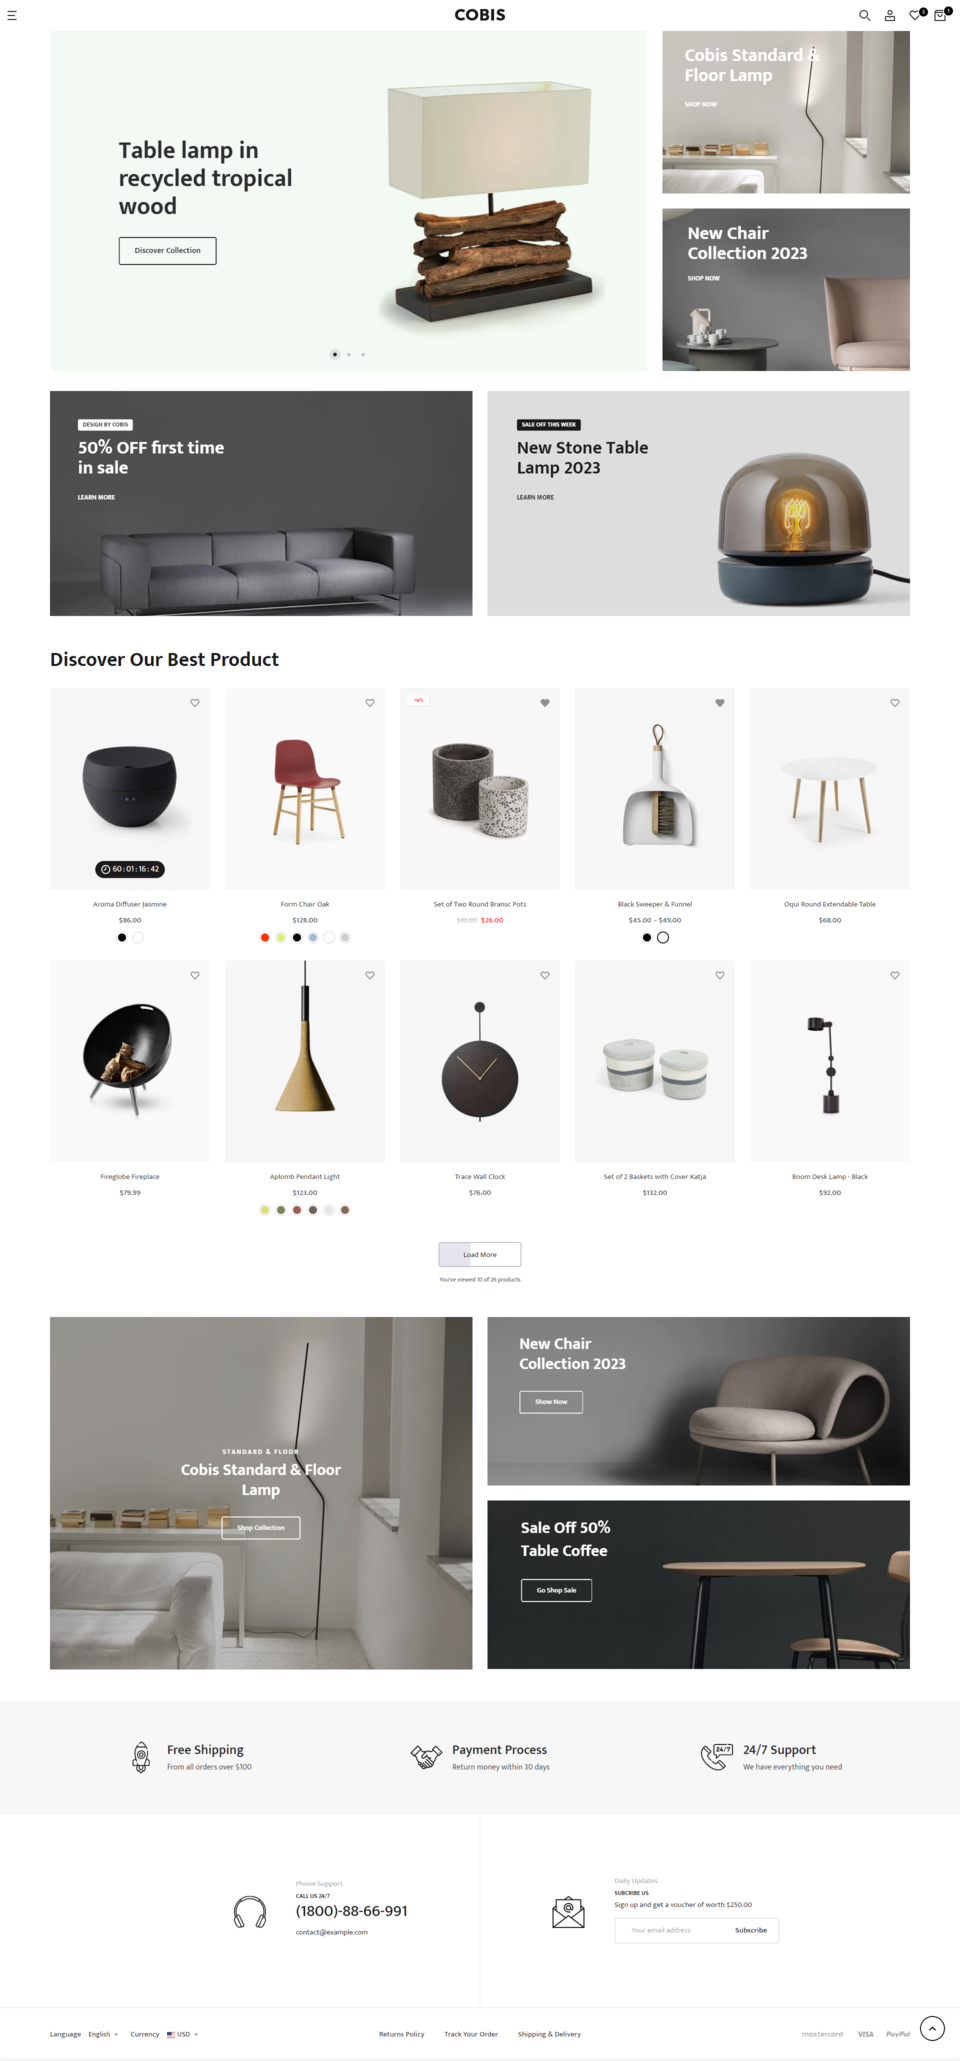 COBIS
2
1
Table lamp in
recycled tropical
wood
Discover Collection
Cobis Standard &
Floor Lamp
SHOP NOW
New Chair
Collection 2023
SHOP NOW
DESIGN BY COBIS
50% OFF first time
in sale
LEARN MORE
SALE OFF THIS WEEK
New Stone Table
Lamp 2023
LEARN MORE
Discover Our Best Product
60 : 01 : 16 : 42
Aroma Diffuser Jasmine
$86.00
Form Chair Oak
$128.00
Set of Two Round Bransc Pots
$32.00 $26.00
Black Sweeper & Funnel
$45.00 – $49.00
Oqui Round Extendable Table
$68.00
Fireglobe Fireplace
$79.99
Aplomb Pendant Light
$123.00
Trace Wall Clock
$76.00
Set of 2 Baskets with Cover Katja
$132.00
Boom Desk Lamp - Black
$92.00
Load More
You've viewed 10 of 26 products
STANDARD & FLOOR
Cobis Standard & Floor
Lamp
Shop Collection
New Chair
Collection 2023
Show Now
Sale Off 50%
Table Coffee
Go Shop Sale
Free Shipping
From all orders over $100
Payment Process
Return money within 30 days
24/7
24/7 Support
We have everything you need
Phone Support
CALL US 24/7
(1800)-88-66-991
contact@example.com
@
Daily Updates
SUBCRIBE US
Sign up and get a voucher of worth $250.00
Your email address Subscribe
Language English Currency USD
Returns Policy Track Your Order Shipping & Delivery
mastercard VISA PayPal